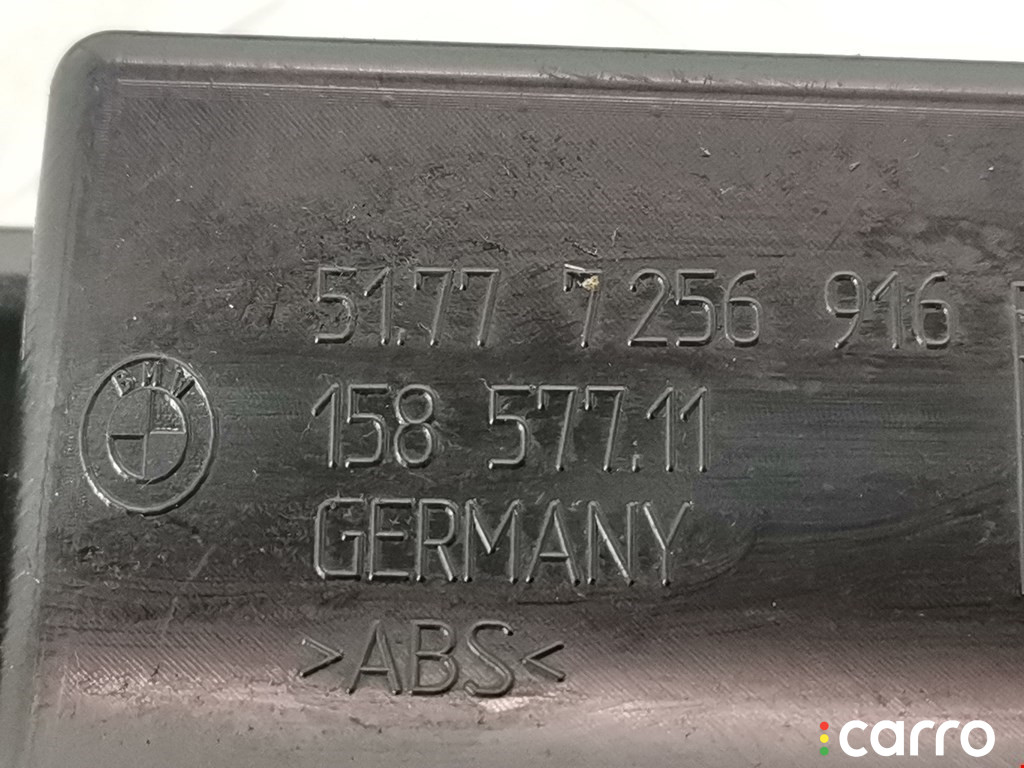 51.77 7 256 916
BMW
158 577.11
GERMANY
>ABS<
carro